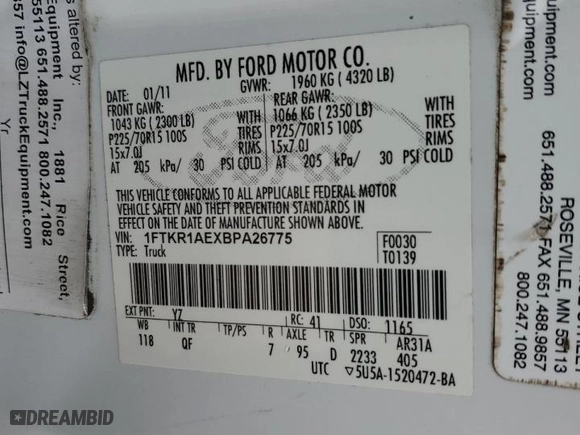 s altered by:
Equipment Inc., 1881 Rice Street,
55113 651.488.2571 800.247.1082
857 info@LZTruckEquipment.com
Yr
MFD. BY FORD MOTOR CO.
DATE: 01/11 GVWR: 1960 KG ( 4320 LB)
FRONT GAWR: REAR GAWR:
1043 KG ( 2300 LB) WITH 1066 KG ( 2350 LB) WITH
P225/70R15 100S TIRES P225/70R15 100S TIRES
15x7.0J RIMS 15x7.0J RIMS
AT 205 kPa/ 30 PSI COLD AT 205 kPa/ 30 PSI COLD
Ford
THIS VEHICLE CONFORMS TO ALL APPLICABLE FEDERAL MOTOR
VEHICLE SAFETY AND THEFT PREVENTION STANDARDS IN
EFFECT ON THE DATE OF MANUFACTURE SHOWN ABOVE.
VIN: 1FTKR1AEXBPA26775 F0030
TYPE: Truck T0139
EXT PNT: YZ RC: 41 DSO: 1165
WB INT TR TP/PS R AXLE TR SPR AR31A
118 QF 7 95 D 2233 405
UTC ▽5U5A-1520472-BA
ROSEVILLE, MN 55113
651.488.2571 FAX 651.488.9857
800.247.1082
DREAMBID